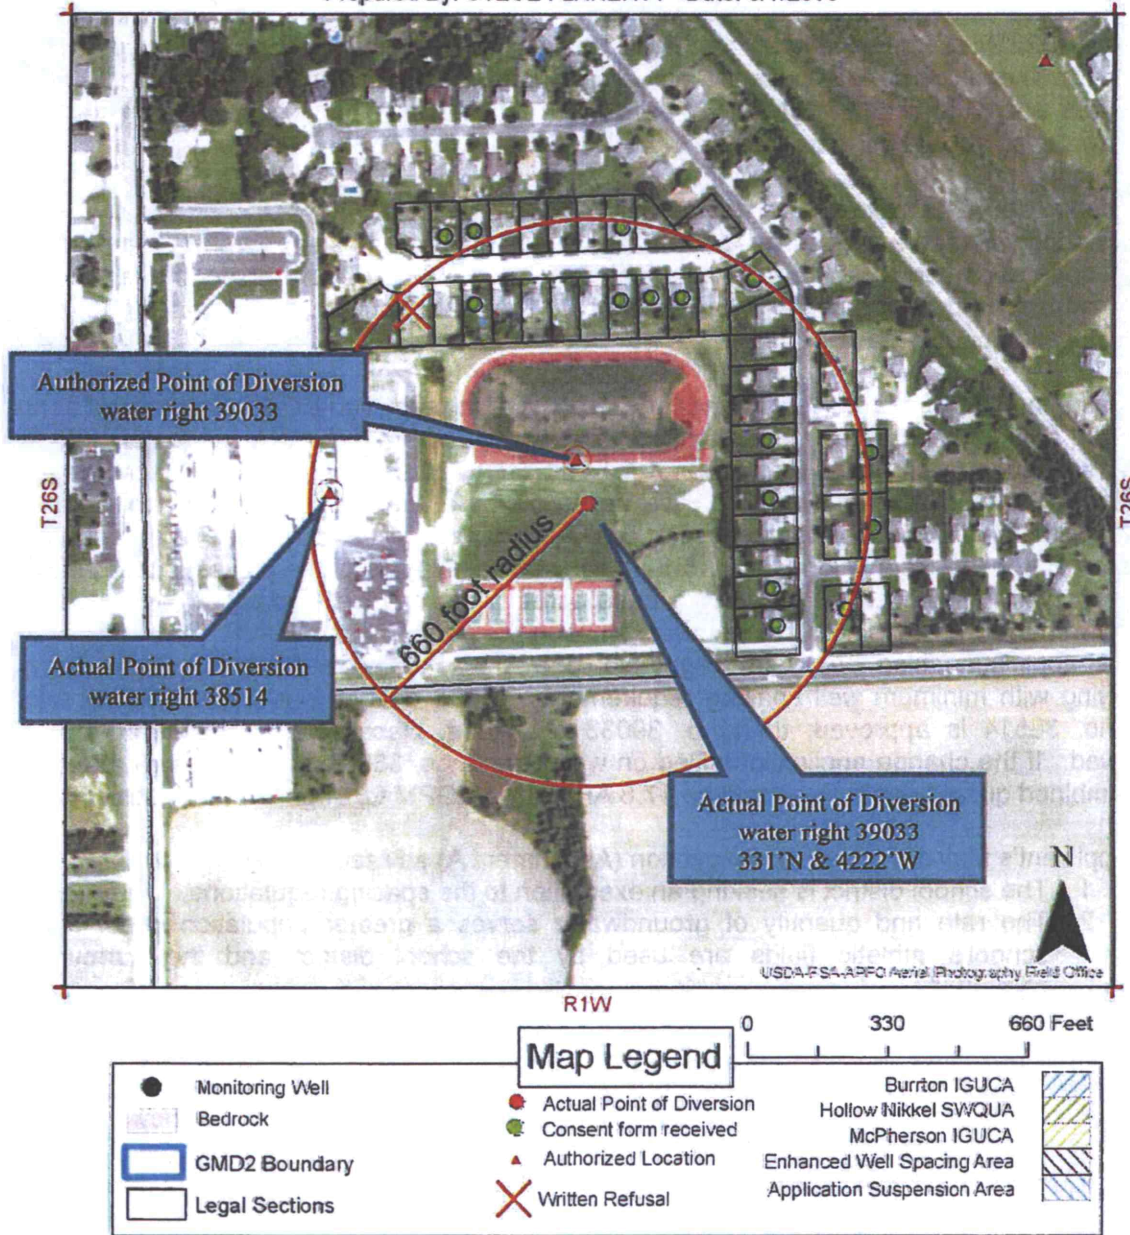 T26S
T26S
Authorized Point of Diversion
water right 39033
660 foot radius
Actual Point of Diversion
water right 38514
Actual Point of Diversion
water right 39033
331'N & 4222'W
N
USDA-FSA-APFO Aerial Photography Field Office
R1W
0 330 660 Feet
Map Legend
Monitoring Well
Bedrock
GMD2 Boundary
Legal Sections
Actual Point of Diversion
Consent form received
Authorized Location
Written Refusal
Burrton IGUCA
Hollow Nikkel SWQUA
McPherson IGUCA
Enhanced Well Spacing Area
Application Suspension Area